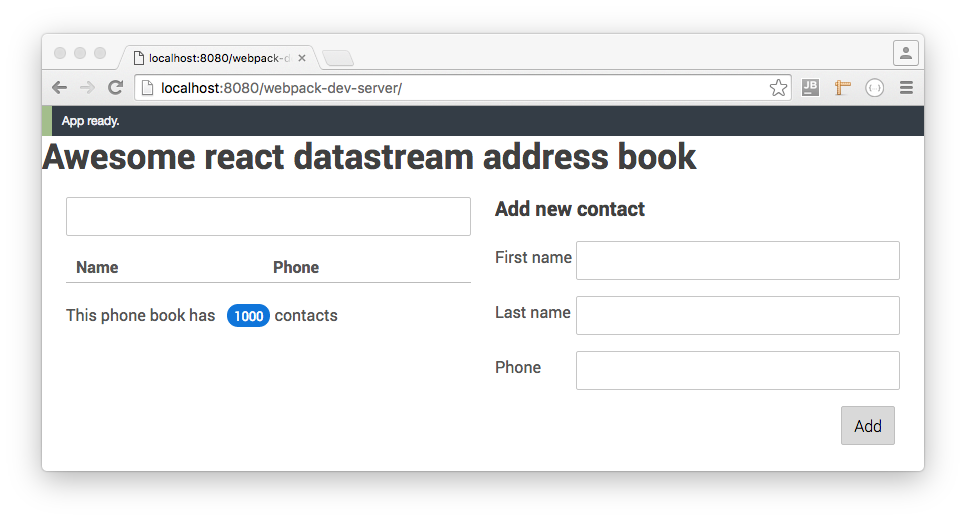 localhost:8080/webpack-d
localhost:8080/webpack-dev-server/
JB
App ready.
Awesome react datastream address book
Add new contact
Name Phone
First name
This phone book has 1000 contacts
Last name
Phone
Add